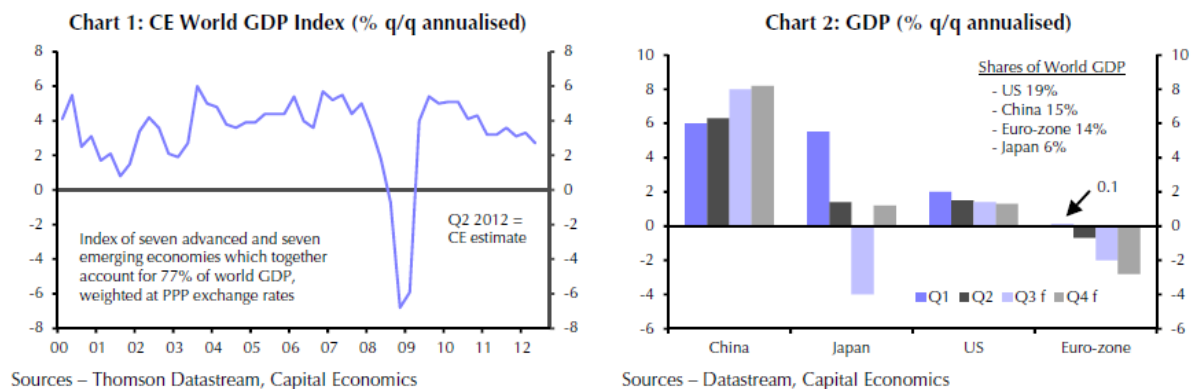 Chart 1: CE World GDP Index (% q/q annualised)
8
6
4
2
0
-2
-4
-6
-8
8
6
4
2
0
-2
-4
-6
-8
Q2 2012 =
CE estimate
Index of seven advanced and seven
emerging economies which together
account for 77% of world GDP,
weighted at PPP exchange rates
00 01 02 03 04 05 06 07 08 09 10 11 12
Sources – Thomson Datastream, Capital Economics
Chart 2: GDP (% q/q annualised)
10
8
6
4
2
0
-2
-4
-6
10
8
6
4
2
0
-2
-4
-6
Shares of World GDP
- US 19%
- China 15%
- Euro-zone 14%
- Japan 6%
0.1
Q1 Q2 Q3 f Q4 f
China Japan US Euro-zone
Sources – Datastream, Capital Economics